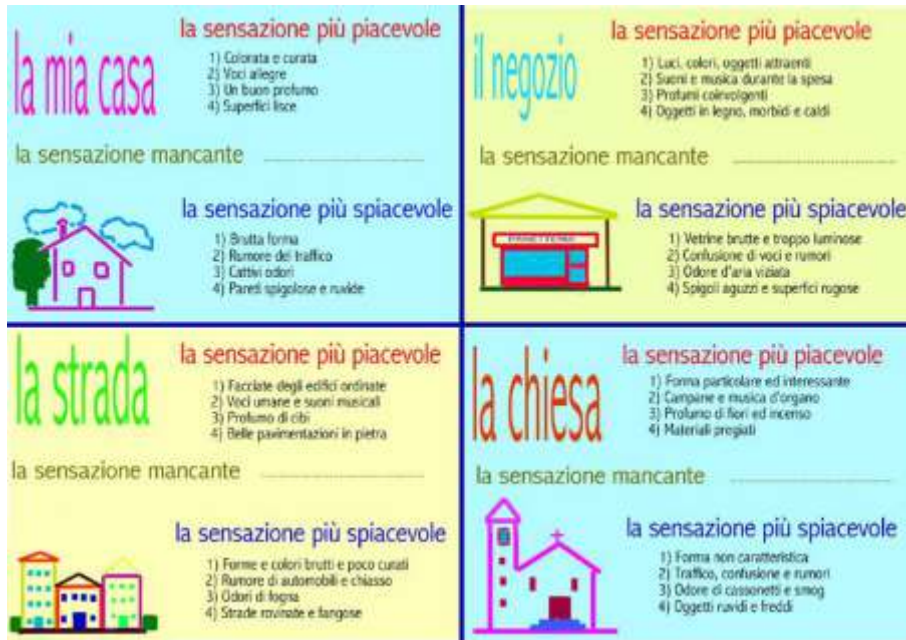 la mia casa
la sensazione più piacevole
1) Colorata e curata
2) Voci allegre
3) Un buon profumo
4) Superfici lisce
la sensazione mancante ........................
la sensazione più spiacevole
1) Brutta forma
2) Rumore del traffico
3) Cattivi odori
4) Pareti spigolose e ruvide
il negozio
la sensazione più piacevole
1) Luci, colori, oggetti attraenti
2) Suoni e musica durante la spesa
3) Profumi coinvolgenti
4) Oggetti in legno, morbidi e caldi
la sensazione mancante ........................
PANETTERIA
la sensazione più spiacevole
1) Vetrine brutte e troppo luminose
2) Confusione di voci e rumori
3) Odore d'aria viziata
4) Spigoli aguzzi e superfici rugose
la strada
la sensazione più piacevole
1) Facciate degli edifici ordinate
2) Voci umane e suoni musicali
3) Profumo di cibi
4) Belle pavimentazioni in pietra
la sensazione mancante ........................
la sensazione più spiacevole
1) Forme e colori brutti e poco curati
2) Rumore di automobili e chiasso
3) Odori di fogna
4) Strade rovinate e fangose
la chiesa
la sensazione più piacevole
1) Forma particolare ed interessante
2) Campane e musica d'organo
3) Profumo di fiori ed incenso
4) Materiali pregiati
la sensazione mancante ........................
la sensazione più spiacevole
1) Forma non caratteristica
2) Traffico, confusione e rumori
3) Odore di cassonetti e smog
4) Oggetti ruvidi e freddi